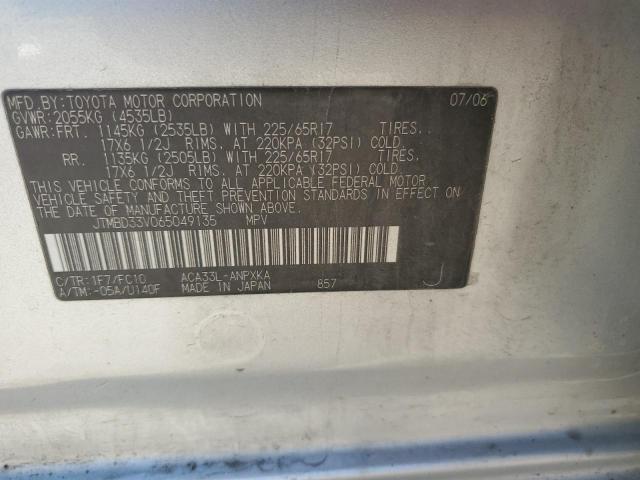 MFD.BY:TOYOTA MOTOR CORPORATION 07/06
GVWR:2055KG (4535LB)
GAWR:FRT. 1145KG (2535LB) WITH 225/65R17 TIRES.
17X6 1/2J RIMS. AT 220KPA (32PSI) COLD.
RR. 1135KG (2505LB) WITH 225/65R17 TIRES.
17X6 1/2J RIMS. AT 220KPA (32PSI) COLD.
THIS VEHICLE CONFORMS TO ALL APPLICABLE FEDERAL MOTOR
VEHICLE SAFETY AND THEFT PREVENTION STANDARDS IN EFFECT ON
THE DATE OF MANUFACTURE SHOWN ABOVE.
JTMBD33V065049135 MPV
C/TR:1F7/FC10 ACA33L-ANPXKA
A/TM:-05A/U140F MADE IN JAPAN 857 J